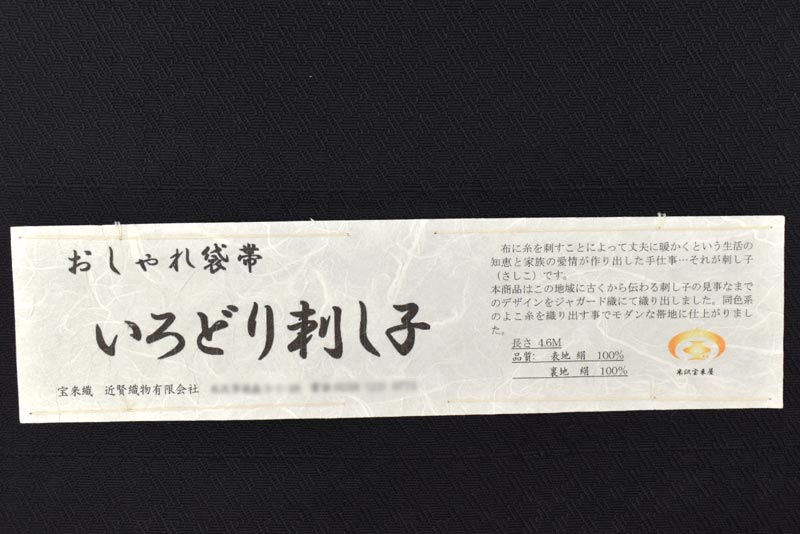 おしゃれ袋帯
いろどり刺し子
宝来織 近賢織物有限会社
布に糸を刺すことによって丈夫に暖かくという生活の
知恵と家族の愛情が作り出した手仕事…それが刺し子
（さしこ）です。
本商品はこの地域に古くから伝わる刺し子の見事なまで
のデザインをジャガード織にて織り出しました。同色系
のよこ糸を織り出す事でモダンな帯地に仕上がりまし
た。
長さ 4.6M
品質: 表地 絹 100%
裏地 絹 100%
米沢宝来屋